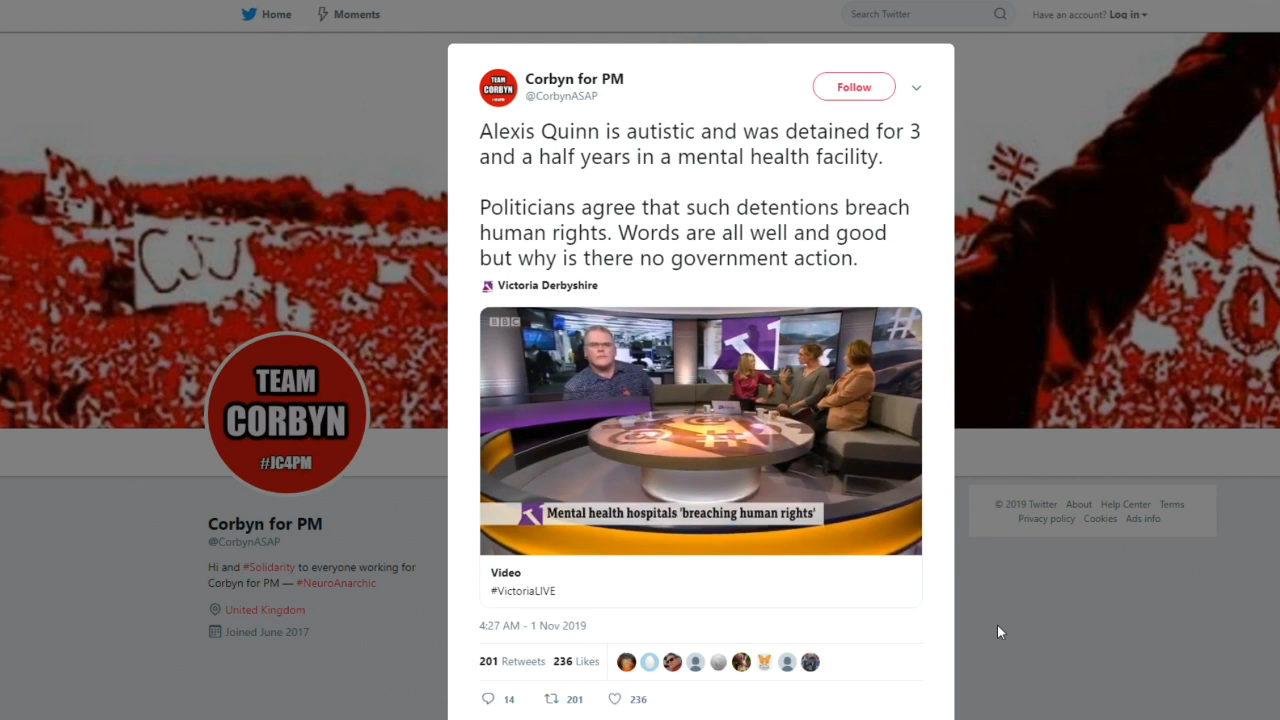 Home
Moments
Search Twitter
Have an account? Log in
TEAM
CORBYN
#JC4PM
Corbyn for PM
@CorbynASAP
Follow
Alexis Quinn is autistic and was detained for 3
and a half years in a mental health facility.
Politicians agree that such detentions breach
human rights. Words are all well and good
but why is there no government action.
Victoria Derbyshire
BBC
Mental health hospitals 'breaching human rights'
Video
#VictoriaLIVE
4:27 AM - 1 Nov 2019
201 Retweets 236 Likes
14 201 236
TEAM
CORBYN
#JC4PM
Corbyn for PM
@CorbynASAP
Hi and #Solidarity to everyone working for
Corbyn for PM — #NeuroAnarchic
United Kingdom
Joined June 2017
© 2019 Twitter About Help Center Terms
Privacy policy Cookies Ads info